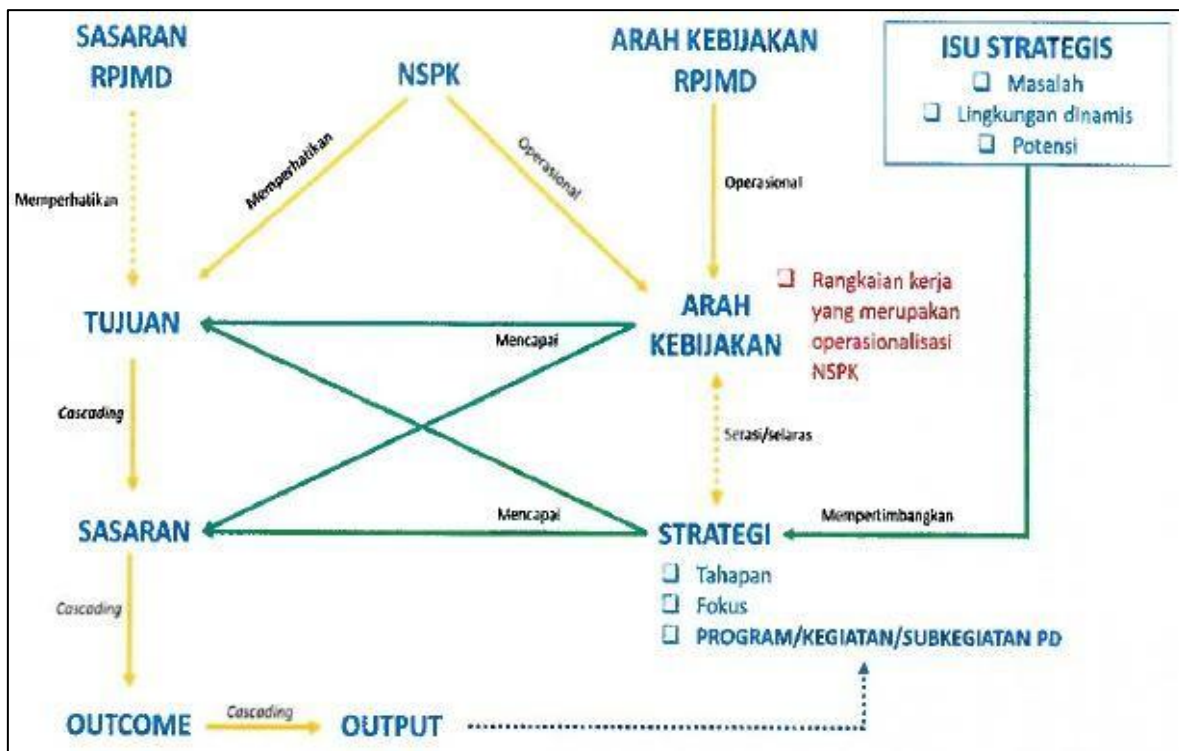 SASARAN
RPJMD
NSPK
ARAH KEBIJAKAN
RPJMD
ISU STRATEGIS
Masalah
Lingkungan dinamis
Potensi
Memperhatikan
Memperhatikan
Operasional
Operasional
TUJUAN
Mencapai
ARAH
KEBIJAKAN
Rangkaian kerja
yang merupakan
operasionalisasi
NSPK
Cascading
Serasi/selaras
SASARAN
Mencapai
STRATEGI
Mempertimbangkan
Tahapan
Fokus
PROGRAM/KEGIATAN/SUBKEGIATAN PD
Cascading
OUTCOME
Cascading
OUTPUT